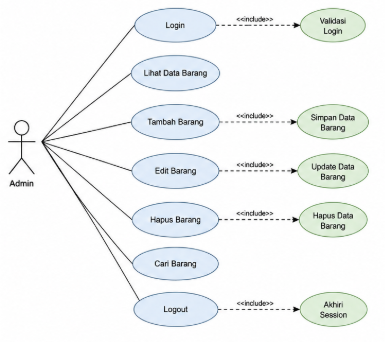 Login
<<include>>
Validasi
Login
Lihat Data Barang
Tambah Barang
<<include>>
Simpan Data
Barang
Admin
Edit Barang
<<include>>
Update Data
Barang
Hapus Barang
<<include>>
Hapus Data
Barang
Cari Barang
Logout
<<include>>
Akhiri
Session